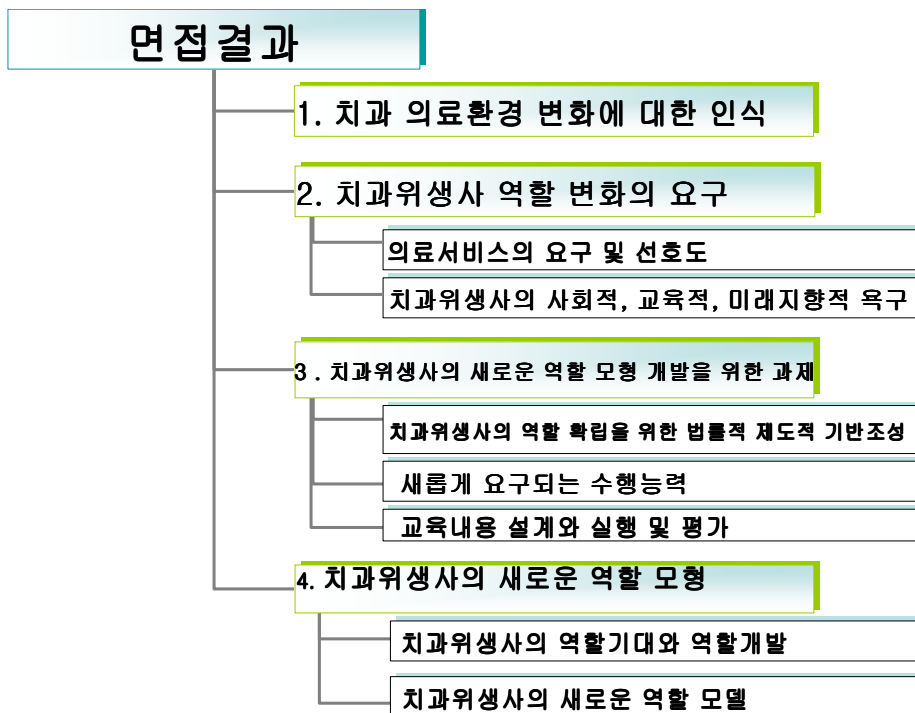 면접결과
1. 치과 의료환경 변화에 대한 인식
2. 치과위생사 역할 변화의 요구
의료서비스의 요구 및 선호도
치과위생사의 사회적, 교육적, 미래지향적 욕구
3 . 치과위생사의 새로운 역할 모형 개발을 위한 과제
치과위생사의 역할 확립을 위한 법률적 제도적 기반조성
새롭게 요구되는 수행능력
교육내용 설계와 실행 및 평가
4. 치과위생사의 새로운 역할 모형
치과위생사의 역할기대와 역할개발
치과위생사의 새로운 역할 모델